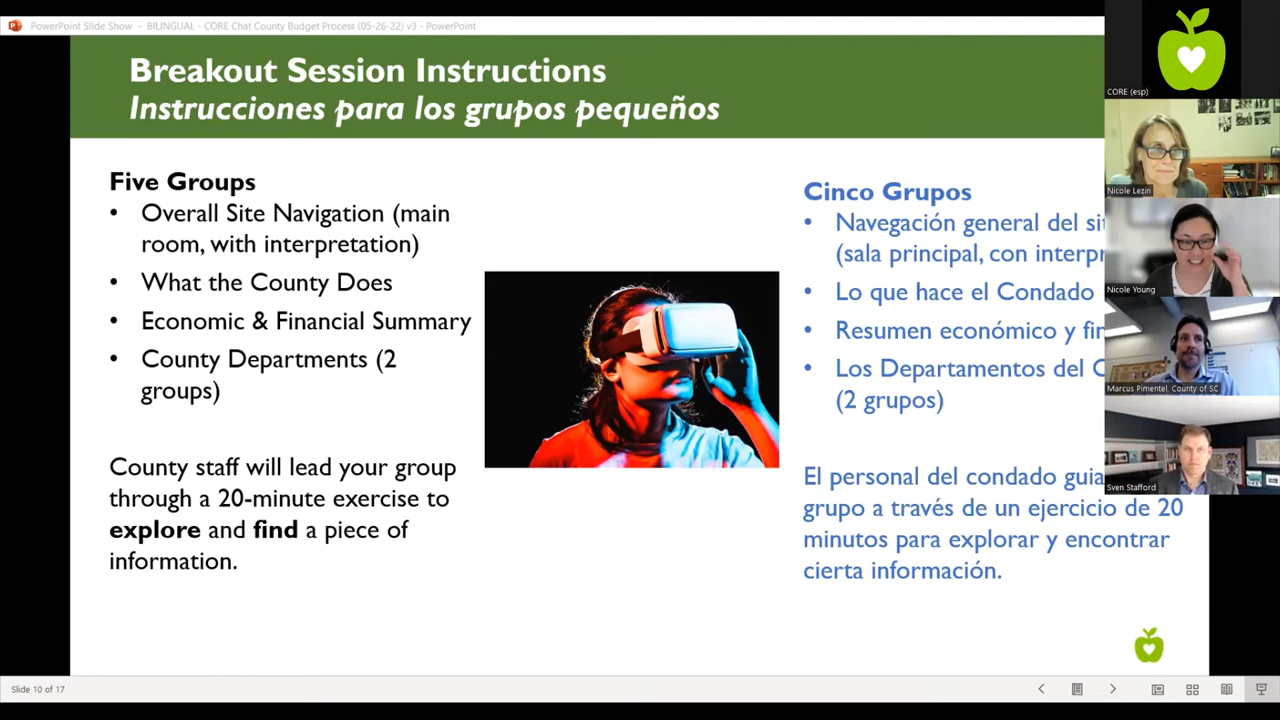 PowerPoint Slide Show - BILINGUAL - CORE Chat County Budget Process (05-26-22) v3 - PowerPoint
Breakout Session Instructions
Instrucciones para los grupos pequeños
Five Groups
• Overall Site Navigation (main
room, with interpretation)
• What the County Does
• Economic & Financial Summary
• County Departments (2
groups)
County staff will lead your group
through a 20-minute exercise to
explore and find a piece of
information.
Cinco Grupos
• Navegación general del
(sala principal, con
• Lo que hace el Condado
• Resumen económico y
• Los Departamentos del
(2 grupos)
El personal del condado
grupo a través de un ejercicio de 20
minutos para explorar y encontrar
cierta información.
CORE (esp)
Nicole Lezin
Nicole Young
Marcus Pimentel, County of SC
Sven Stafford
Slide 10 of 17